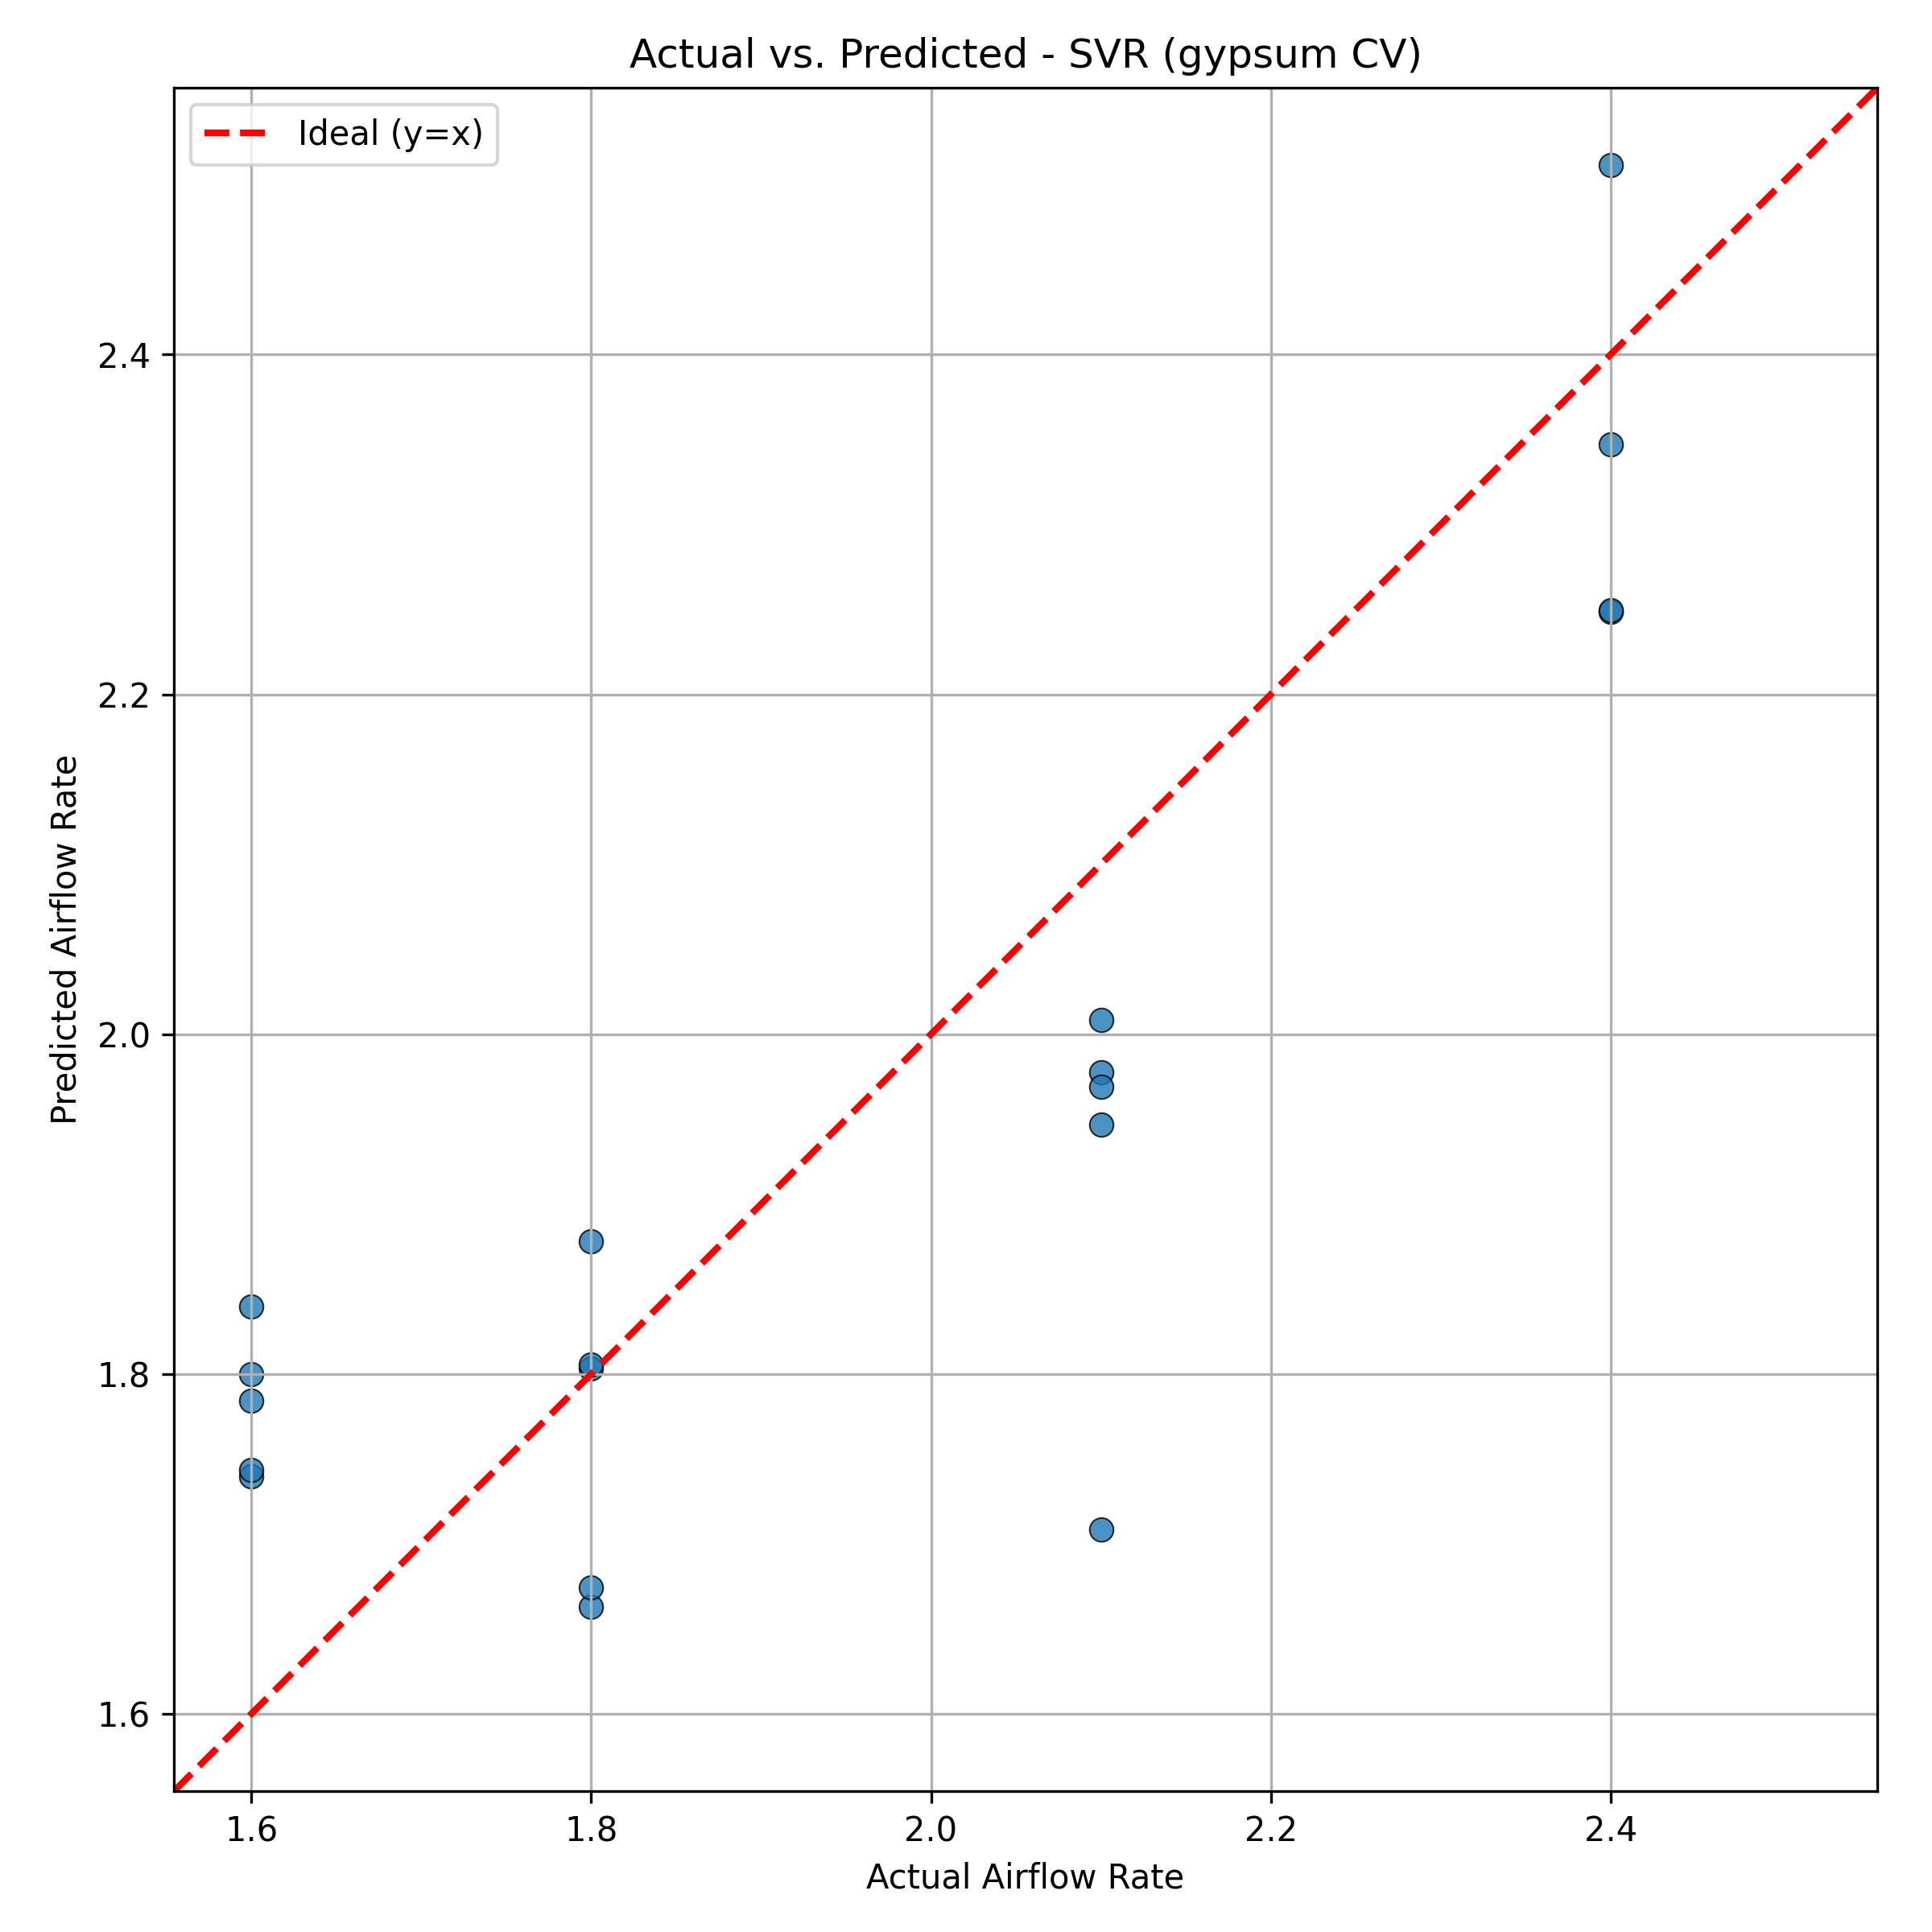 Actual vs. Predicted - SVR (gypsum CV)
Ideal (y=x)
Predicted Airflow Rate
2.4
2.2
2.0
1.8
1.6
1.6 1.8 2.0 2.2 2.4
Actual Airflow Rate